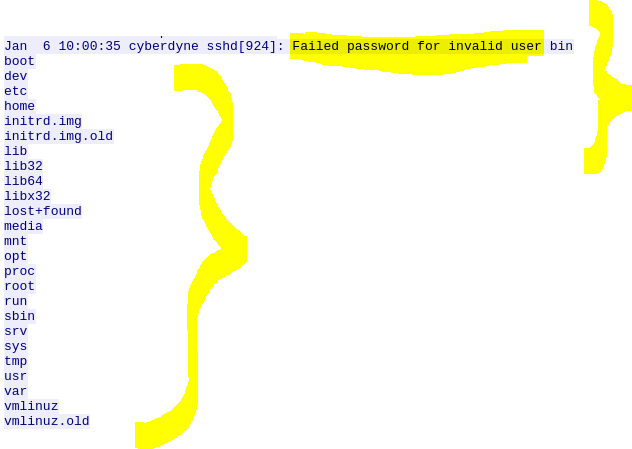 Jan  6 10:00:35 cyberdyne sshd[924]: Failed password for invalid user bin
boot
dev
etc
home
initrd.img
initrd.img.old
lib
lib32
lib64
libx32
lost+found
media
mnt
opt
proc
root
run
sbin
srv
sys
tmp
usr
var
vmlinuz
vmlinuz.old